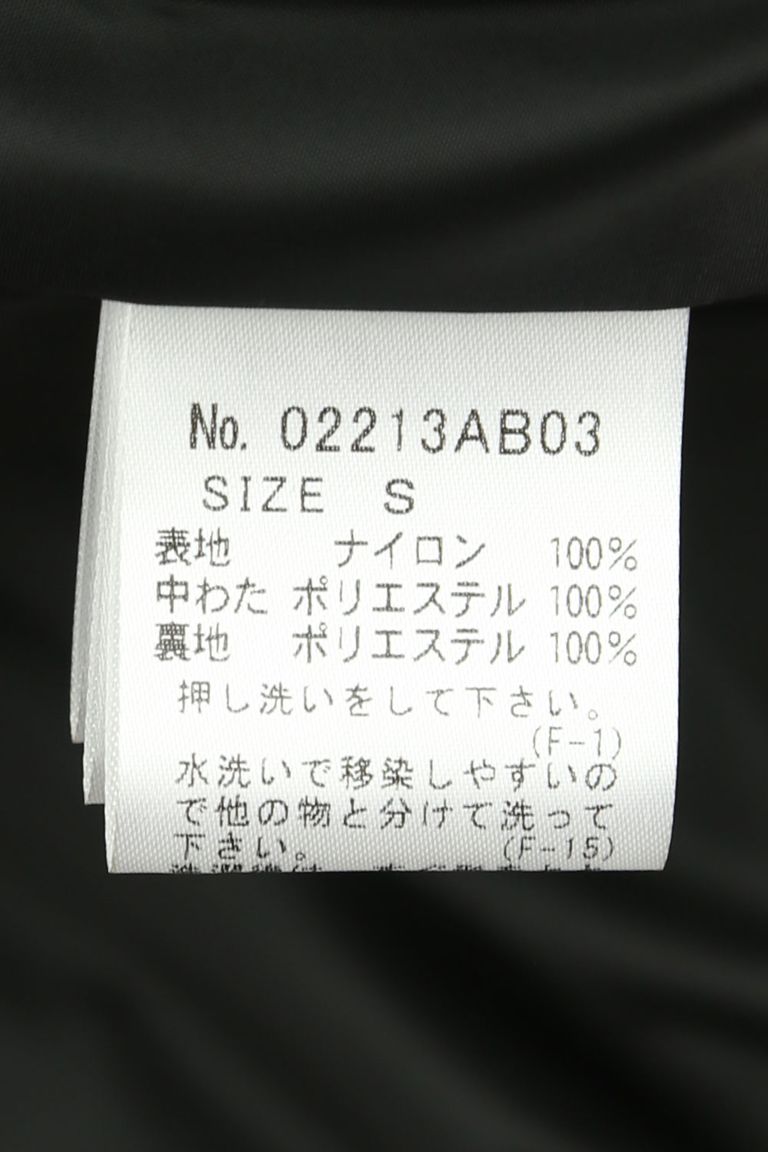 No. 02213AB03
SIZE S
表地 ナイロン 100%
中わた ポリエステル 100%
裏地 ポリエステル 100%
押し洗いをして下さい。
(F-1)
水洗いで移染しやすいの
で他の物と分けて洗って
下さい。 (F-15)